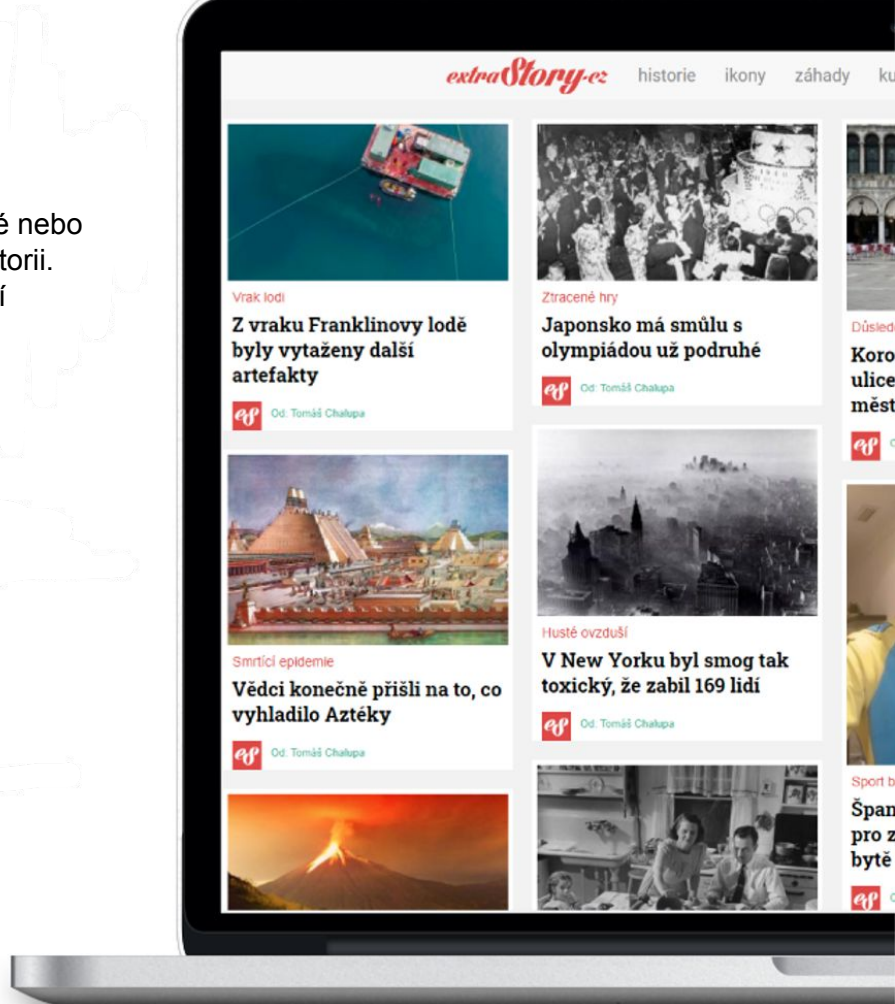 é nebo
torii.
í
extraStory.cz historie ikony záhady ku
Vrak lodi
Z vraku Franklinovy lodě
byly vytaženy další
artefakty
Od: Tomáš Chalupa
Smrtící epidemie
Vědci konečně přišli na to, co
vyhladilo Aztéky
Od: Tomáš Chalupa
Ztracené hry
Japonsko má smůlu s
olympiádou už podruhé
Od: Tomáš Chalupa
Husté ovzduší
V New Yorku byl smog tak
toxický, že zabil 169 lidí
Od: Tomáš Chalupa
Důsled
Koro
ulice
měst
Sport b
Špan
pro z
bytě